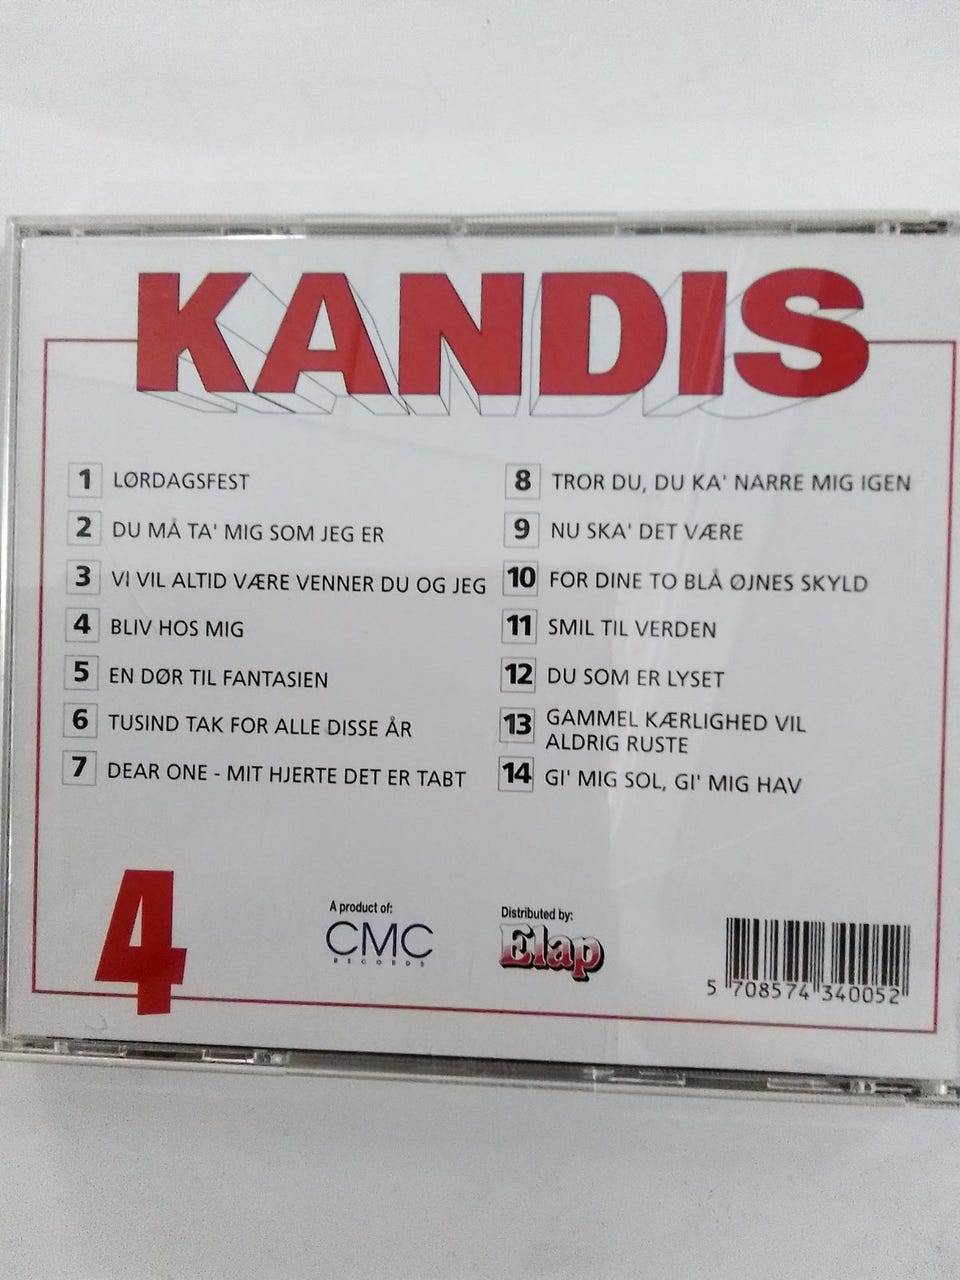 KANDIS
1 LØRDAGSFEST
2 DU MÅ TA' MIG SOM JEG ER
3 VI VIL ALTID VÆRE VENNER DU OG JEG
4 BLIV HOS MIG
5 EN DØR TIL FANTASIEN
6 TUSIND TAK FOR ALLE DISSE ÅR
7 DEAR ONE - MIT HJERTE DET ER TABT
8 TROR DU, DU KA' NARRE MIG IGEN
9 NU SKA' DET VÆRE
10 FOR DINE TO BLÅ ØJNES SKYLD
11 SMIL TIL VERDEN
12 DU SOM ER LYSET
13 GAMMEL KÆRLIGHED VIL
ALDRIG RUSTE
14 GI' MIG SOL, GI' MIG HAV
4
A product of:
CMC
RECORDS
Distributed by:
Elap
5 708574 340052